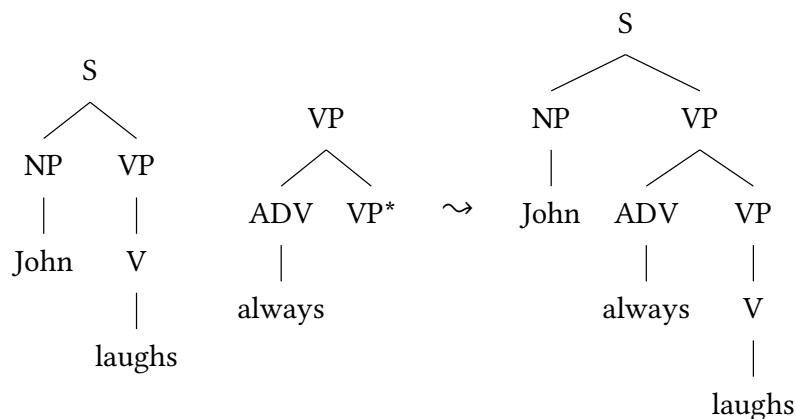 S
NP VP
John V
laughs
VP
ADV VP*
always
⤳
S
NP VP
John ADV VP
always V
laughs